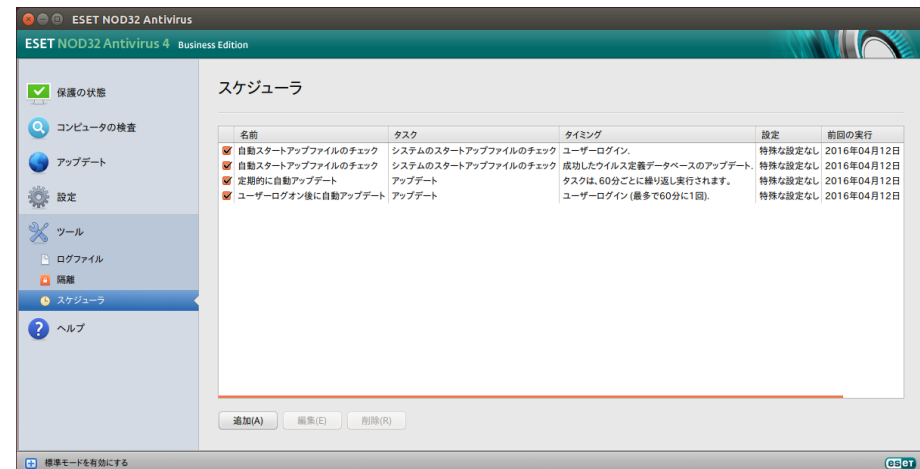 ESET NOD32 Antivirus
ESET NOD32 Antivirus 4 Business Edition
保護の状態
コンピュータの検査
アップデート
設定
ツール
ログファイル
隔離
スケジューラ
ヘルプ
スケジューラ
名前 タスク タイミング 設定 前回の実行
自動スタートアップファイルのチェック システムのスタートアップファイルのチェック ユーザーログイン. 特殊な設定なし 2016年04月12日
自動スタートアップファイルのチェック システムのスタートアップファイルのチェック 成功したウイルス定義データベースのアップデート. 特殊な設定なし 2016年04月12日
定期的に自動アップデート アップデート タスクは、60分ごとに繰り返し実行されます。 特殊な設定なし 2016年04月12日
ユーザーログオン後に自動アップデート アップデート ユーザーログイン (最多で60分に1回). 特殊な設定なし 2016年04月12日
追加(A) 編集(E) 削除(R)
標準モードを有効にする
eset